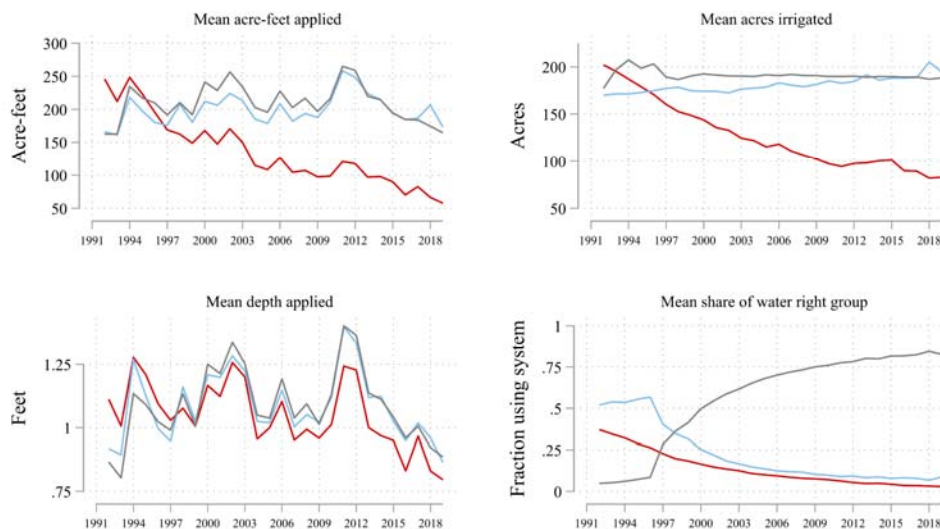 Mean acre-feet applied
Acre-feet
300
250
200
150
100
50
1991 1994 1997 2000 2003 2006 2009 2012 2015 2018
Mean acres irrigated
Acres
200
150
100
50
1991 1994 1997 2000 2003 2006 2009 2012 2015 2018
Mean depth applied
Feet
1.25
1
.75
1991 1994 1997 2000 2003 2006 2009 2012 2015 2018
Mean share of water right group
Fraction using system
1
.75
.5
.25
0
1991 1994 1997 2000 2003 2006 2009 2012 2015 2018